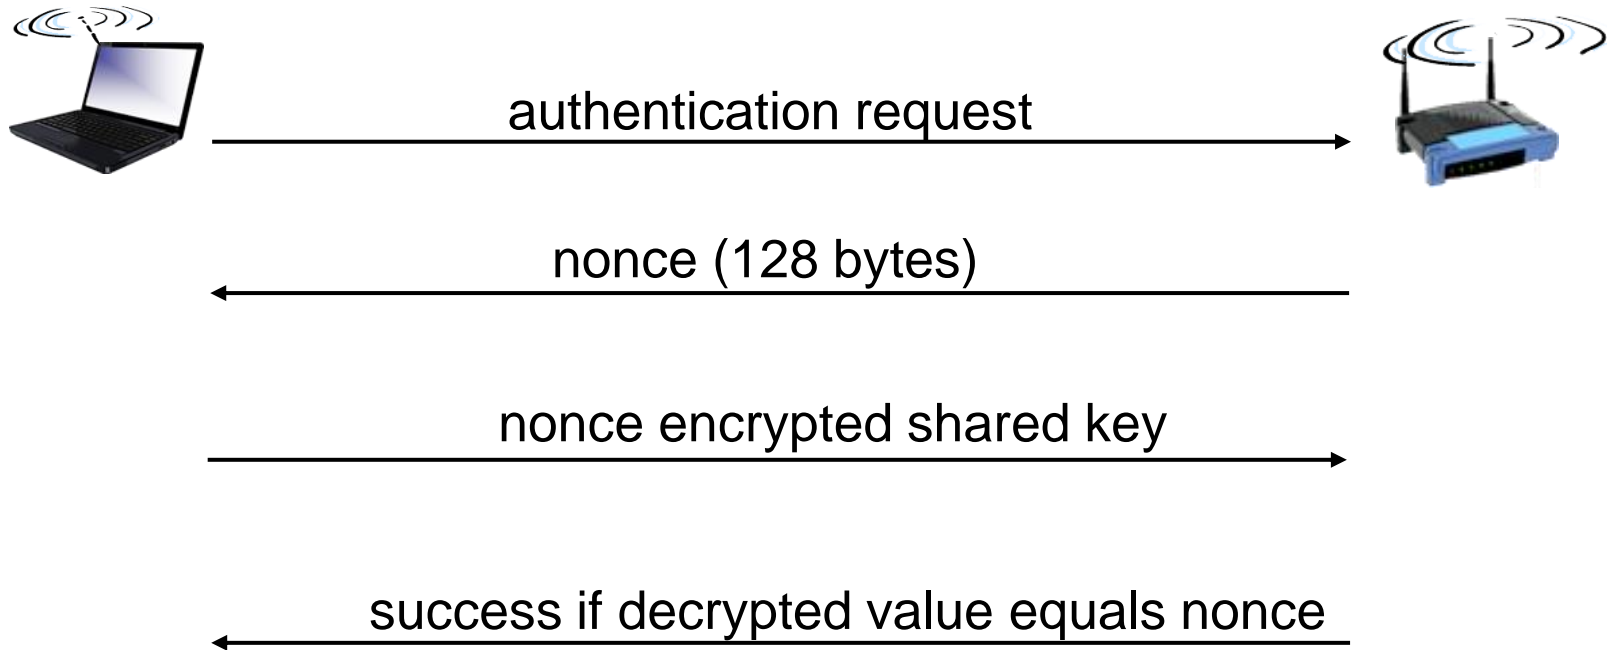 authentication request
nonce (128 bytes)
nonce encrypted shared key
success if decrypted value equals nonce